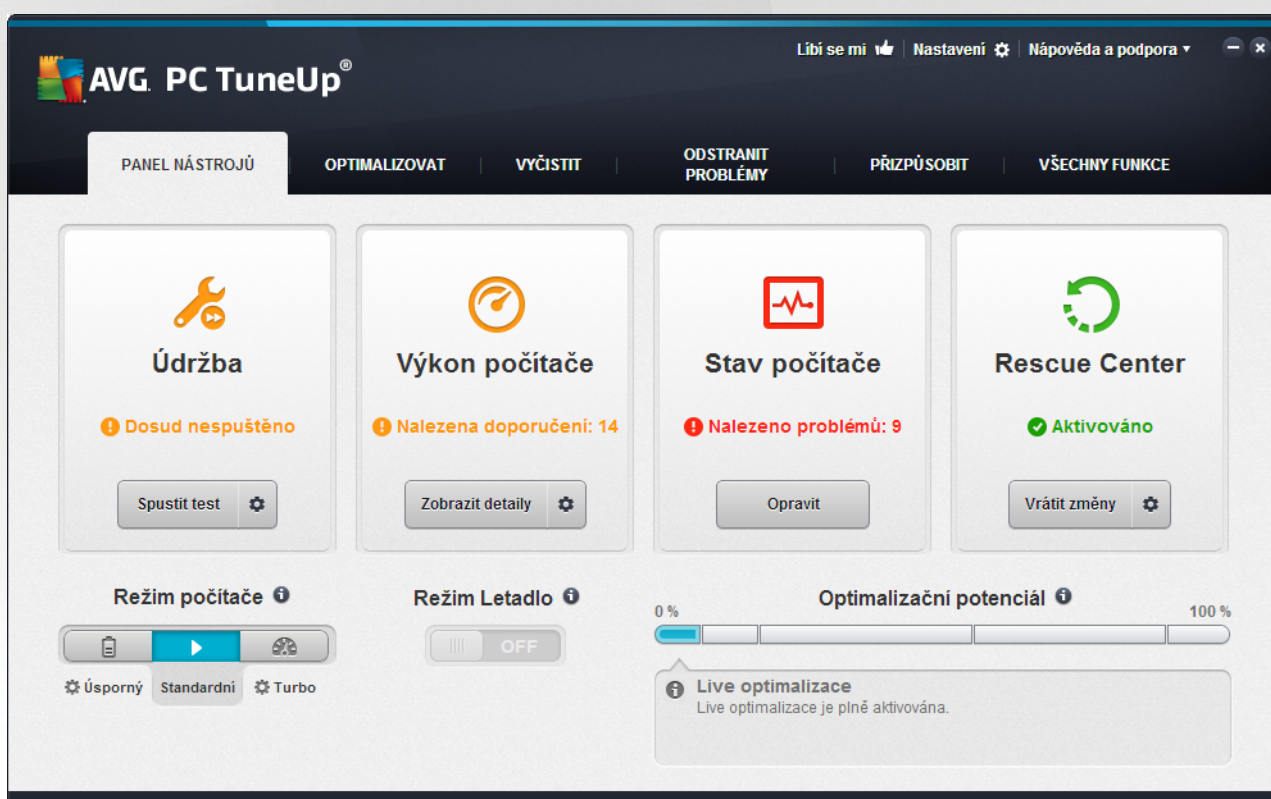 Líbí se mi
Nastavení
Nápověda a podpora
AVG. PC TuneUp®
PANEL NÁSTROJŮ
OPTIMALIZOVAT
VYČISTIT
ODSTRANIT
PROBLÉMY
PŘIZPŮSOBIT
VŠECHNY FUNKCE
Údržba
Dosud nespuštěno
Spustit test
Výkon počítače
Nalezena doporučení: 14
Zobrazit detaily
Stav počítače
Nalezeno problémů: 9
Opravit
Rescue Center
Aktivováno
Vrátit změny
Režim počítače
Úsporný
Standardní
Turbo
Režim Letadlo
OFF
Optimalizační potenciál
0 %
100 %
Live optimalizace
Live optimalizace je plně aktivována.